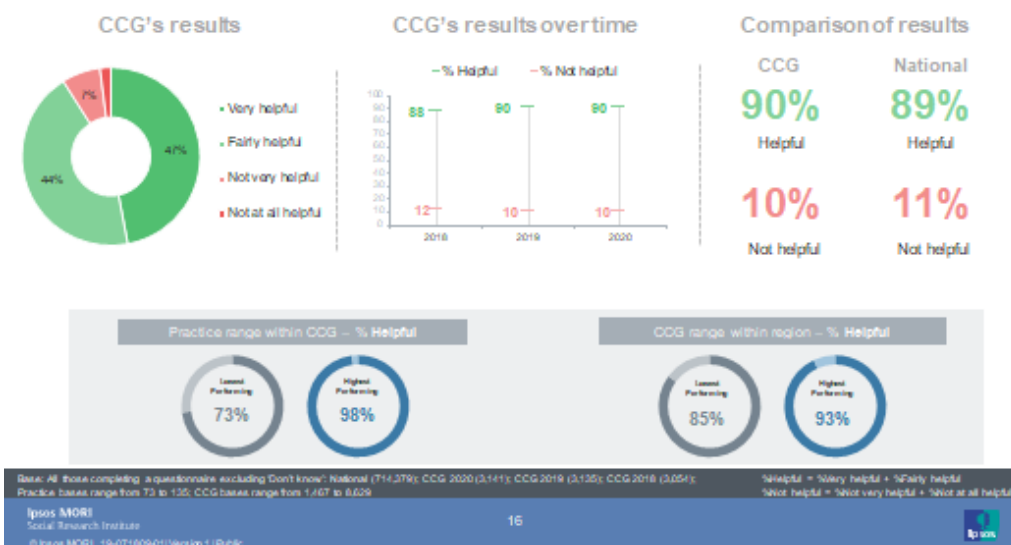 CCG's results
47%
44%
7%
Very helpful
Fairly helpful
Not very helpful
Not at all helpful
CCG's results over time
% Helpful % Not helpful
100
90
80
70
60
50
40
30
20
10
0
88
90
90
12
10
10
2018 2019 2020
Comparison of results
CCG National
90% 89%
Helpful Helpful
10% 11%
Not helpful Not helpful
Practice range within CCG – % Helpful
Lowest
Performing
73%
Highest
Performing
98%
CCG range within region – % Helpful
Lowest
Performing
85%
Highest
Performing
93%
Base: All those completing a questionnaire excluding 'Don't know': National (714,379); CCG 2020 (3,141); CCG 2019 (3,135); CCG 2018 (3,054);
Practice bases range from 73 to 135; CCG bases range from 1,467 to 8,629
%Helpful = %Very helpful + %Fairly helpful
%Not helpful = %Not very helpful + %Not at all helpful
Ipsos MORI
Social Research Institute
16
© Ipsos MORI Version 1 | Public
Ipsos